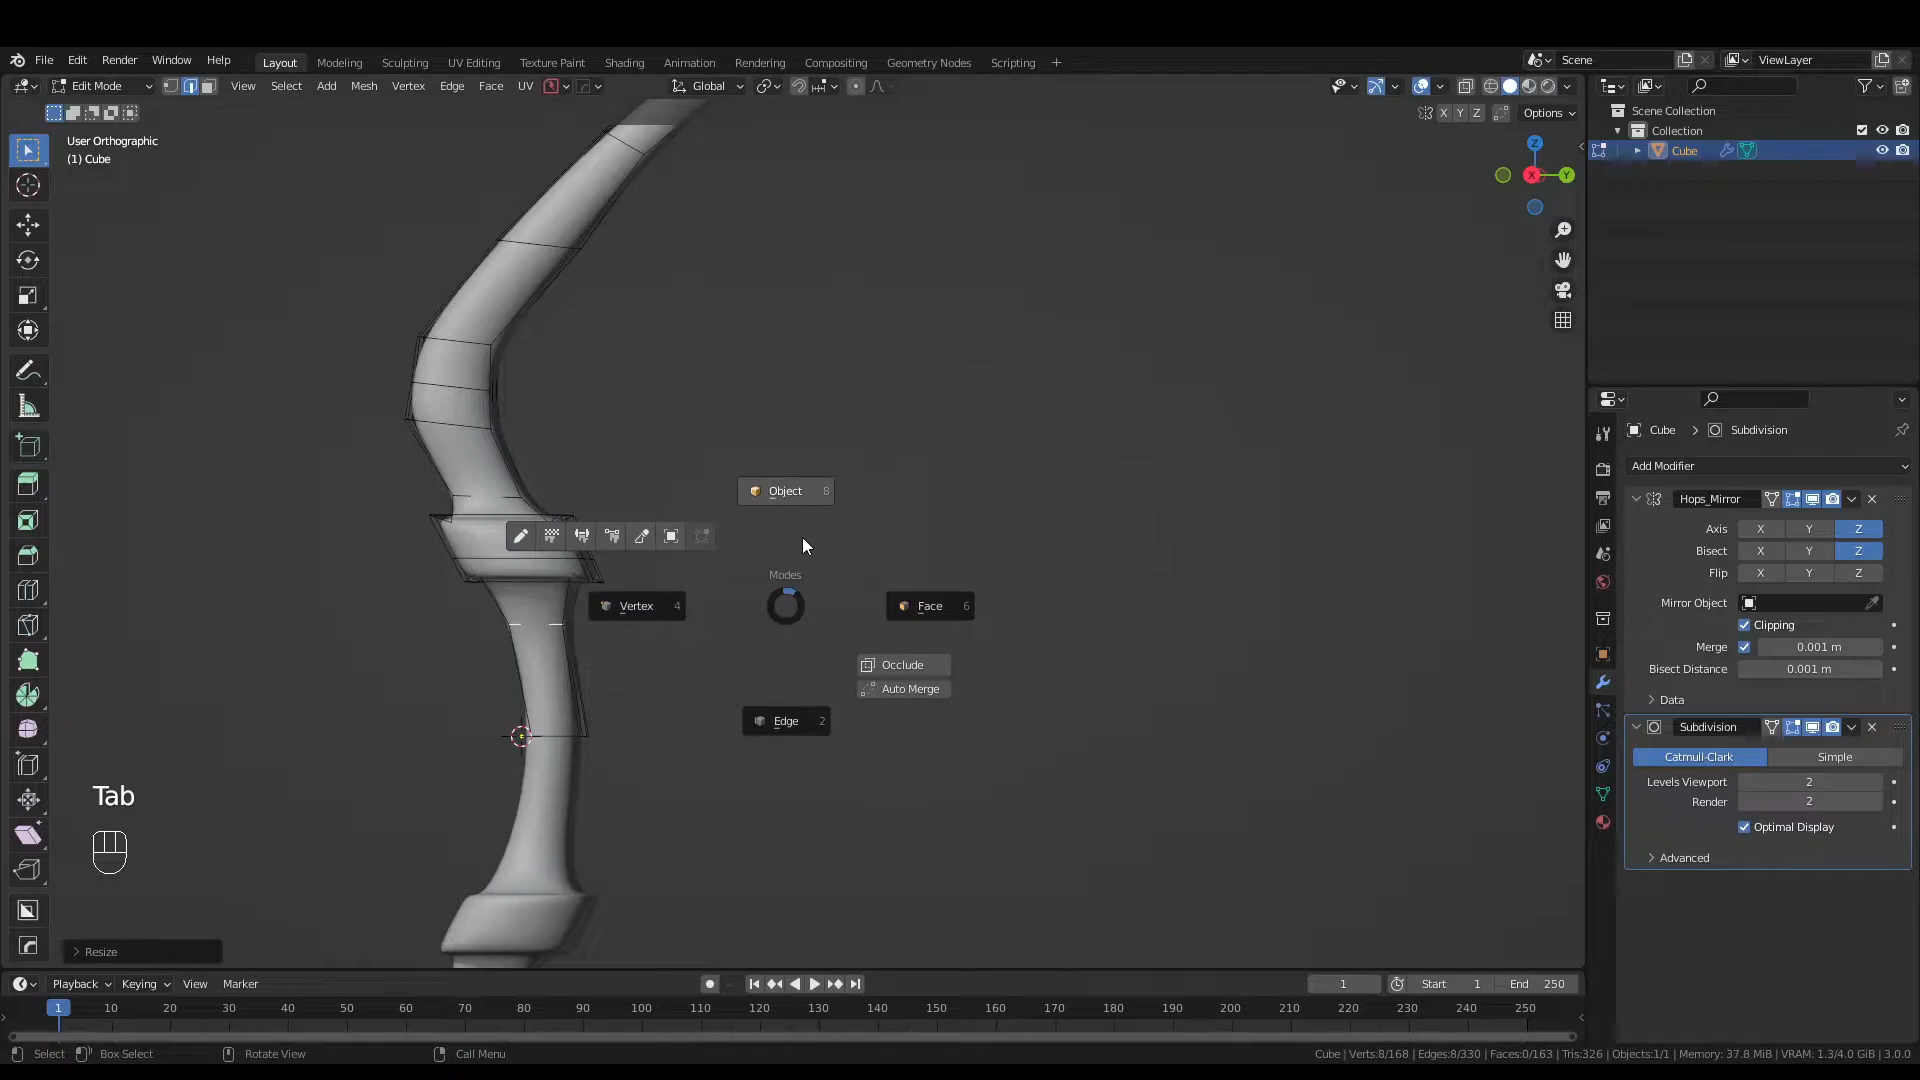 File Edit Render Window Help Layout Modeling Sculpting UV Editing Texture Paint Shading Animation Rendering Compositing Geometry Nodes Scripting + Scene ViewLayer
Edit Mode View Select Add Mesh Vertex Edge Face UV Global
X Y Z Options
User Orthographic
(1) Cube
Z
X Y
Scene Collection
Collection
Cube
Cube > Subdivision
Add Modifier
Hops_Mirror
Axis X Y Z
Bisect X Y Z
Flip X Y Z
Mirror Object
Clipping
Merge 0.001 m
Bisect Distance 0.001 m
Data
Subdivision
Catmull-Clark Simple
Levels Viewport 2
Render 2
Optimal Display
Advanced
Object 8
Modes
Vertex 4
Face 6
Occlude
Auto Merge
Edge 2
Tab
Resize
Playback Keying View Marker 1 Start 1 End 250
1 10 20 30 40 50 60 70 80 90 100 110 120 130 140 150 160 170 180 190 200 210 220 230 240 250
Select Box Select Rotate View Call Menu Cube | Verts:8/168 | Edges:8/330 | Faces:0/163 | Tris:326 | Objects:1/1 | Memory: 37.8 MiB | VRAM: 1.3/4.0 GiB | 3.0.0